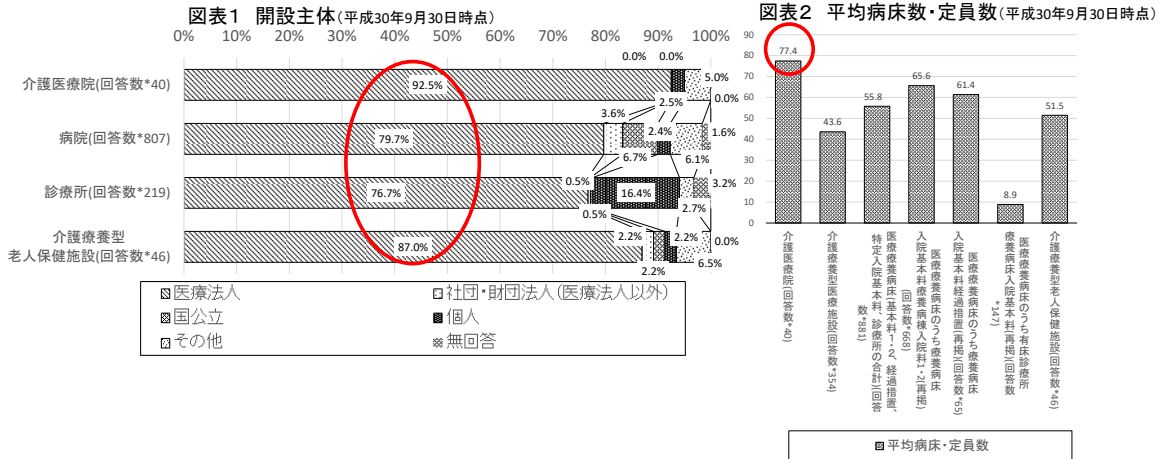 図表1 開設主体(平成30年9月30日時点)
0% 10% 20% 30% 40% 50% 60% 70% 80% 90% 100%
介護医療院(回答数*40)
92.5%
0.0%
0.0%
5.0%
2.5%
0.0%
病院(回答数*807)
79.7%
3.6%
6.7%
2.4%
6.1%
1.6%
診療所(回答数*219)
76.7%
0.5%
0.5%
16.4%
2.7%
3.2%
介護療養型
老人保健施設(回答数*46)
87.0%
2.2%
2.2%
2.2%
6.5%
0.0%
医療法人
社団・財団法人(医療法人以外)
国公立
個人
その他
無回答
図表2 平均病床数・定員数(平成30年9月30日時点)
90
80
70
60
50
40
30
20
10
0
77.4
43.6
55.8
65.6
61.4
8.9
51.5
介護医療院(回答数*40)
介護療養型医療施設(回答数*354)
医療療養病床(基本料1・2、経過措置、
特定入院基本料、診療所の合計)(回答
数*881)
医療療養病床のうち療養病床
入院基本料療養病棟入院料1・2(再掲)
(回答数*668)
医療療養病床のうち療養病床
入院基本料経過措置(再掲)(回答数*65)
医療療養病床のうち有床診療所
療養病床入院基本料(再掲)(回答数
*147)
介護療養型老人保健施設(回答数*46)
平均病床・定員数